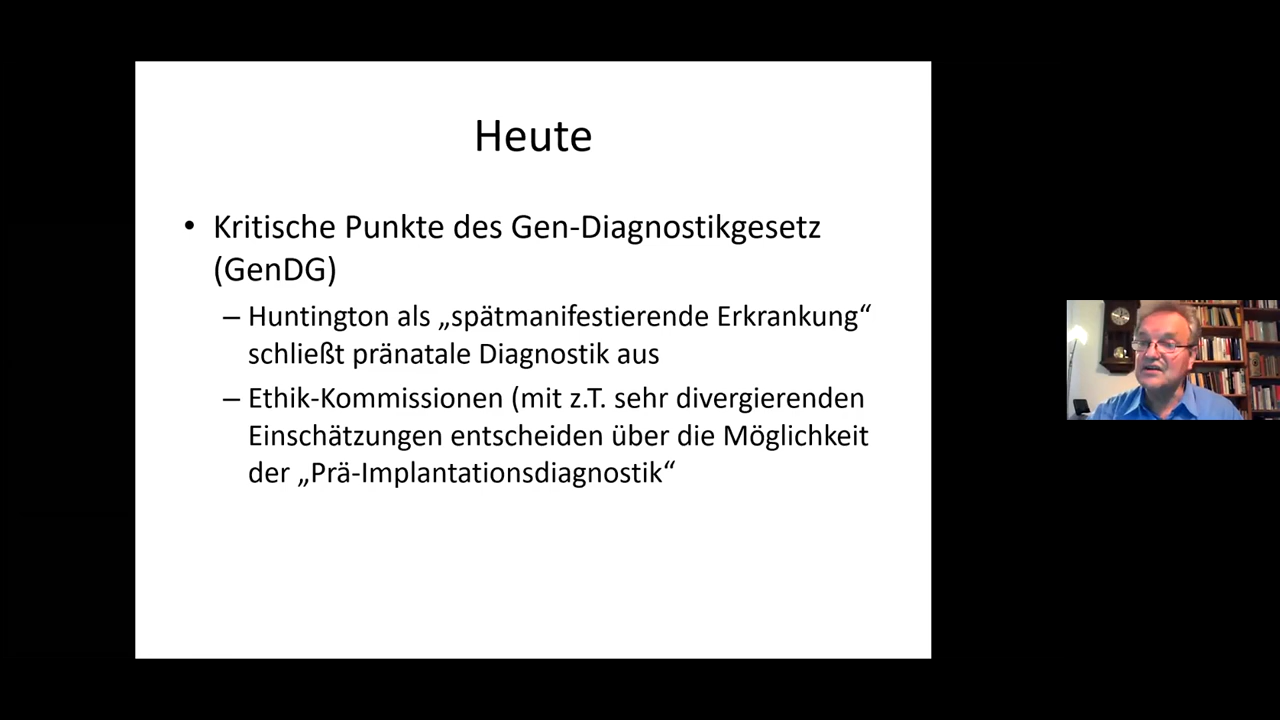 Heute
• Kritische Punkte des Gen-Diagnostikgesetz
(GenDG)
– Huntington als „spätmanifestierende Erkrankung“
schließt pränatale Diagnostik aus
– Ethik-Kommissionen (mit z.T. sehr divergierenden
Einschätzungen entscheiden über die Möglichkeit
der „Prä-Implantationsdiagnostik“